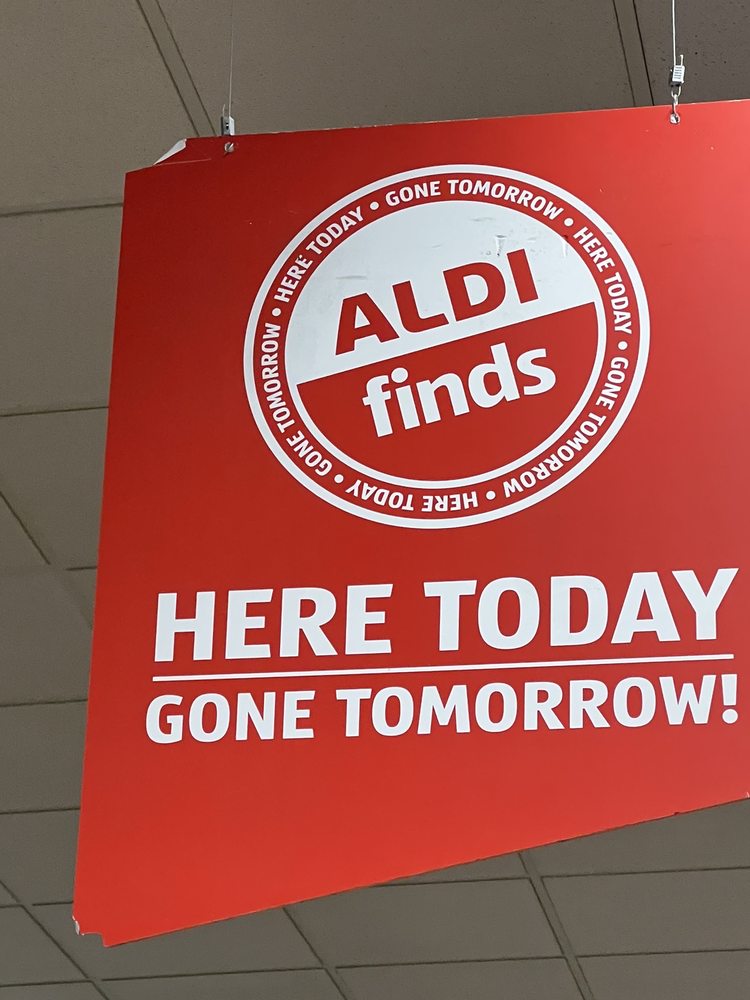 HERE TODAY • GONE TOMORROW • HERE TODAY • GONE TOMORROW • HERE TODAY • GONE TOMORROW •
ALDI
finds
HERE TODAY
GONE TOMORROW!